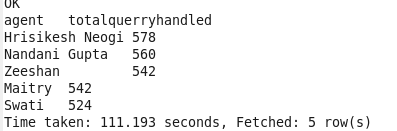 OK
agent	totalquerryhandled
Hrisikesh Neogi	578
Nandani Gupta	560
Zeeshan	542
Maitry	542
Swati	524
Time taken: 111.193 seconds, Fetched: 5 row(s)